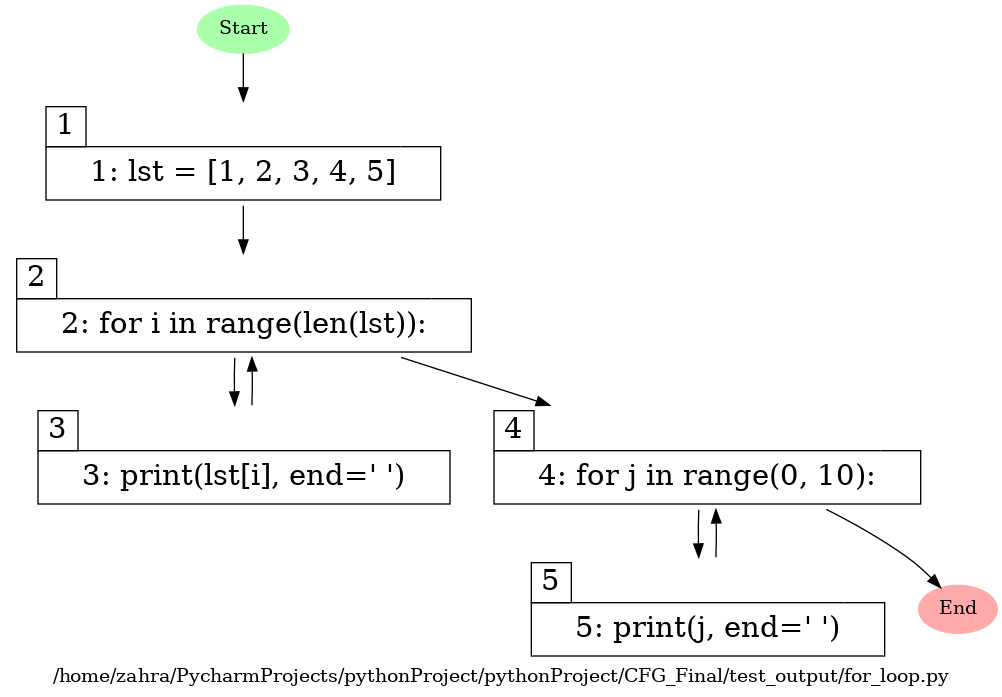 Start
1
1: lst = [1, 2, 3, 4, 5]
2
2: for i in range(len(lst)):
3
3: print(lst[i], end=' ')
4
4: for j in range(0, 10):
5
5: print(j, end=' ')
End
/home/zahra/PycharmProjects/pythonProject/pythonProject/CFG_Final/test_output/for_loop.py